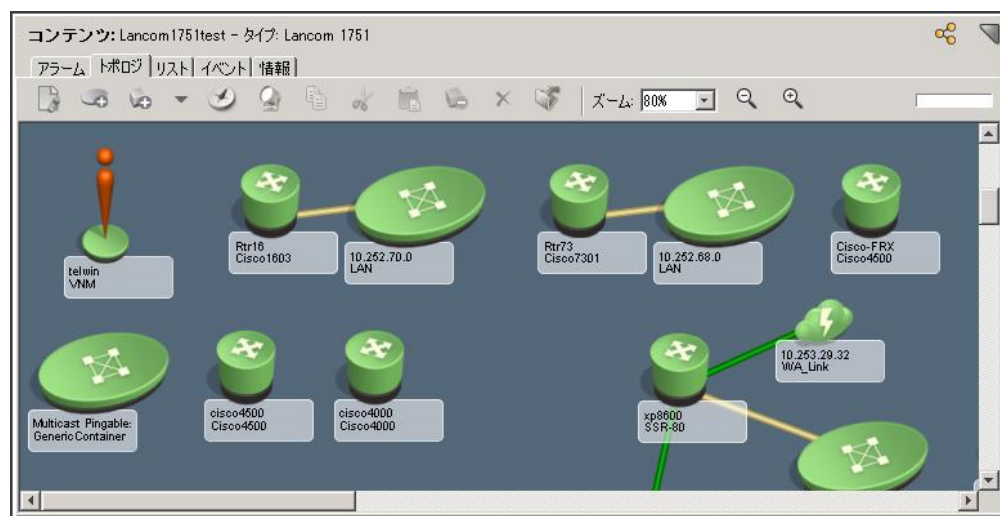 コンテンツ: Lancom1751test - タイプ: Lancom 1751
アラーム トポロジ リスト イベント 情報
ズーム: 80%
telwin
VNM
Rtr16
Cisco1603
10.252.70.0
LAN
Rtr73
Cisco7301
10.252.68.0
LAN
Cisco-FRX
Cisco4500
Multicast Pingable:
GenericContainer
cisco4500
Cisco4500
cisco4000
Cisco4000
xp8600
SSR-80
10.253.29.32
WA_Link